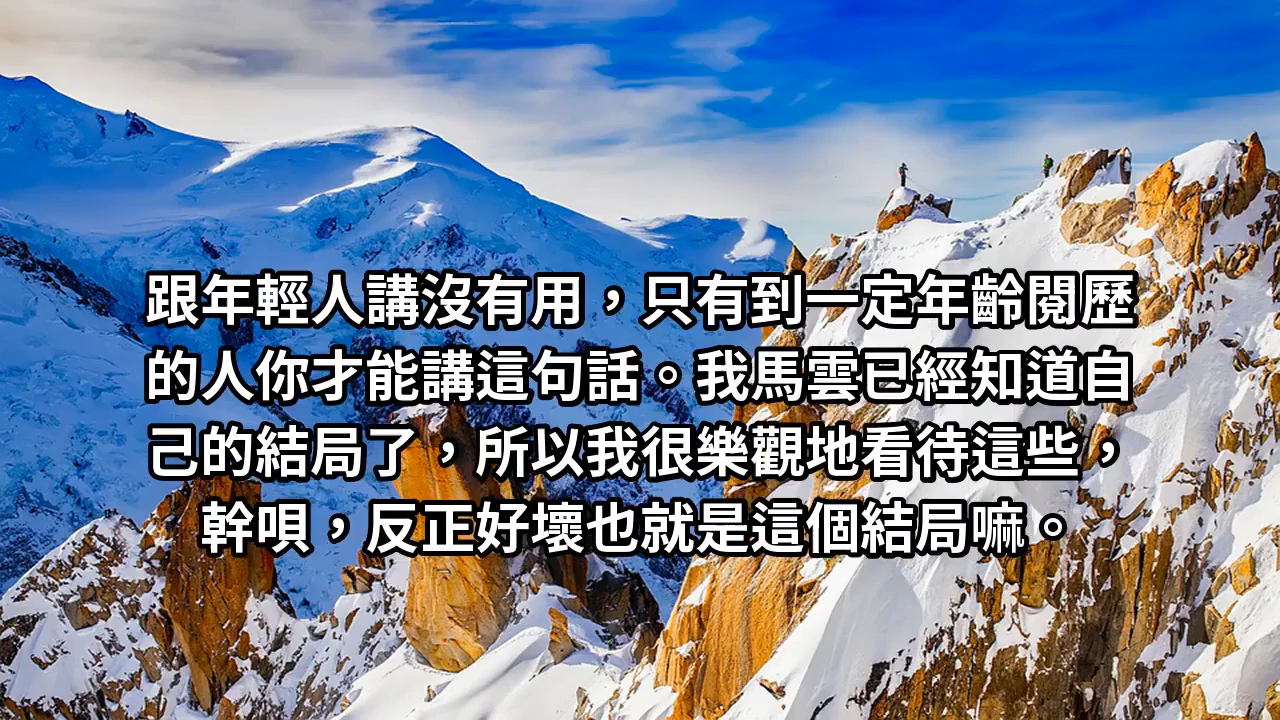 跟年輕人講沒有用，只有到一定年齡閱歷
的人你才能講這句話。我馬雲已經知道自
己的結局了，所以我很樂觀地看待這些，
幹唄，反正好壞也就是這個結局嘛。